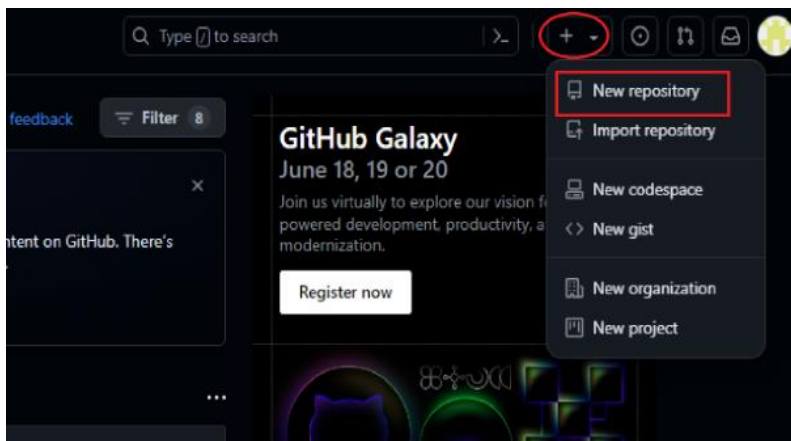 Type / to search
feedback
Filter 8
ntent on GitHub. There's
GitHub Galaxy
June 18, 19 or 20
Join us virtually to explore our vision f
powered development, productivity, a
modernization.
Register now
New repository
Import repository
New codespace
New gist
New organization
New project